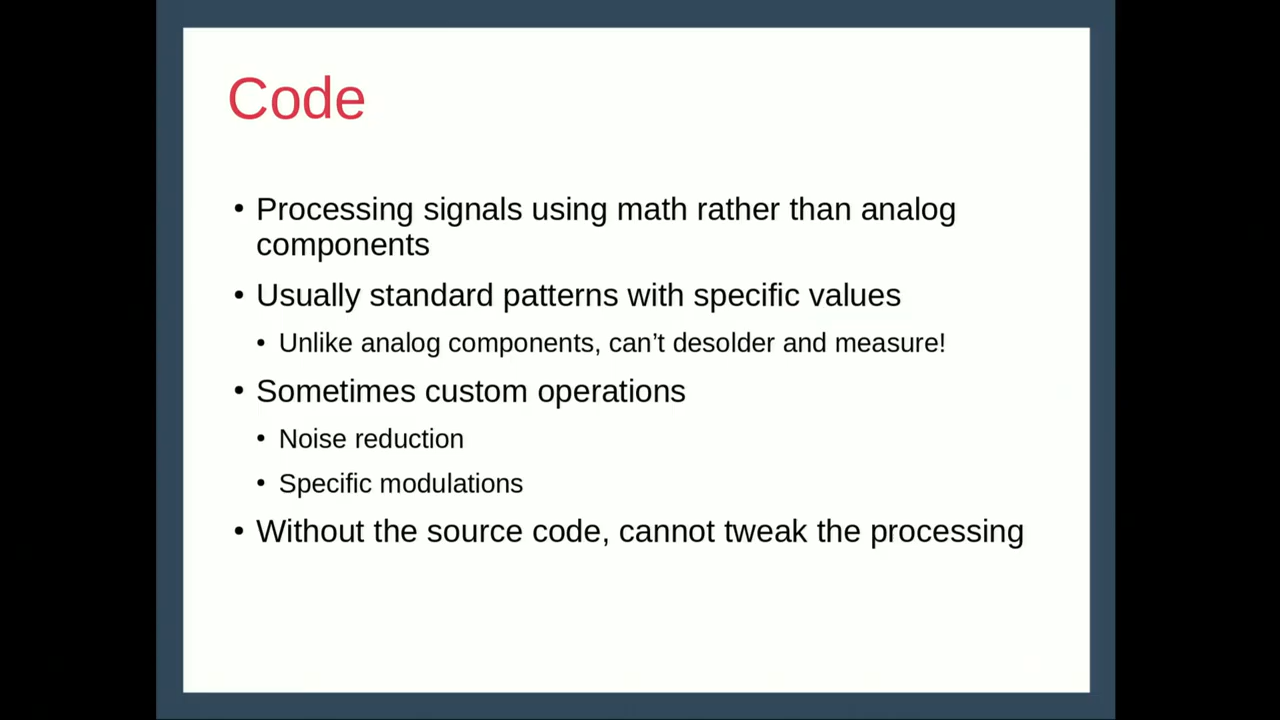 Code
• Processing signals using math rather than analog
components
• Usually standard patterns with specific values
• Unlike analog components, can’t desolder and measure!
• Sometimes custom operations
• Noise reduction
• Specific modulations
• Without the source code, cannot tweak the processing